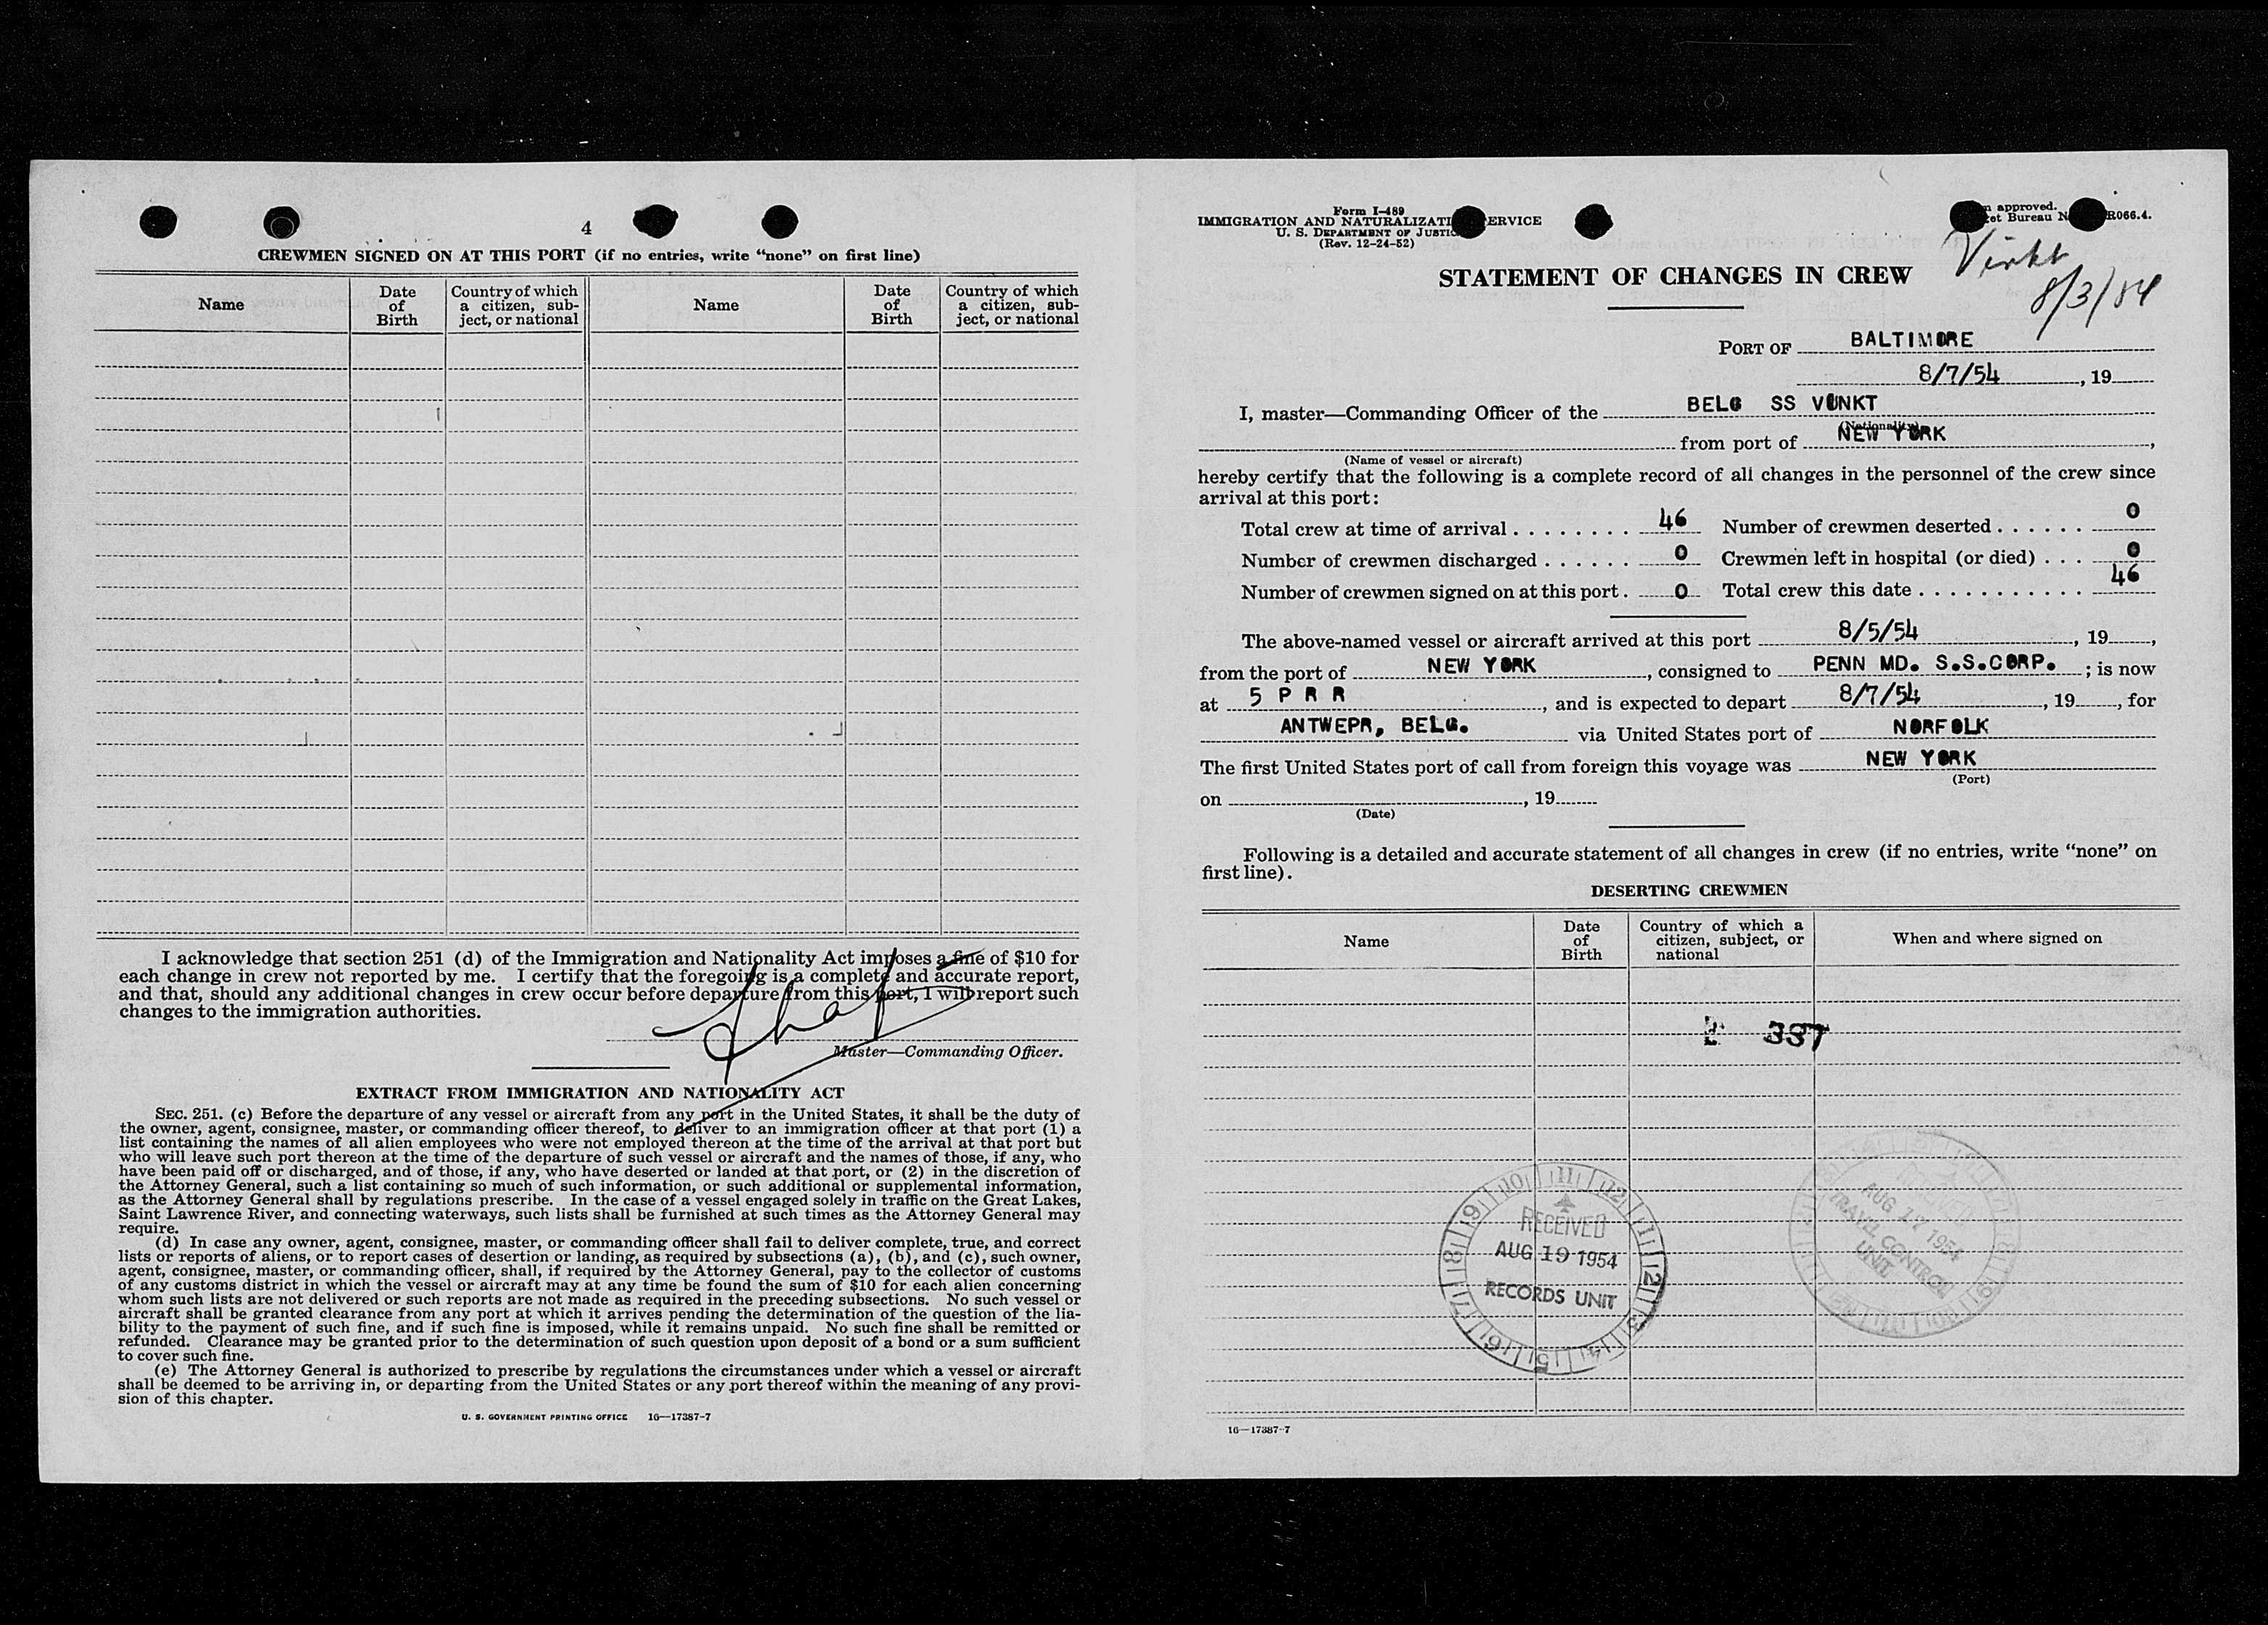 4
CREWMEN SIGNED ON AT THIS PORT (if no entries, write “none” on first line)
Name
Date of Birth
Country of which a citizen, subject, or national
Name
Date of Birth
Country of which a citizen, subject, or national
I acknowledge that section 251 (d) of the Immigration and Nationality Act imposes a fine of $10 for
each change in crew not reported by me. I certify that the foregoing is a complete and accurate report,
and that, should any additional changes in crew occur before departure from this port, I will report such
changes to the immigration authorities.
Master—Commanding Officer.
EXTRACT FROM IMMIGRATION AND NATIONALITY ACT
SEC. 251. (c) Before the departure of any vessel or aircraft from any port in the United States, it shall be the duty of
the owner, agent, consignee, master, or commanding officer thereof, to deliver to an immigration officer at that port (1) a
list containing the names of all alien employees who were not employed thereon at the time of the arrival at that port but
who will leave such port thereon at the time of the departure of such vessel or aircraft and the names of those, if any, who
have been paid off or discharged, and of those, if any, who have deserted or landed at that port, or (2) in the discretion of
the Attorney General, such a list containing so much of such information, or such additional or supplemental information,
as the Attorney General shall by regulations prescribe. In the case of a vessel engaged solely in traffic on the Great Lakes,
Saint Lawrence River, and connecting waterways, such lists shall be furnished at such times as the Attorney General may
require.
(d) In case any owner, agent, consignee, master, or commanding officer shall fail to deliver complete, true, and correct
lists or reports of aliens, or to report cases of desertion or landing, as required by subsections (a), (b), and (c), such owner,
agent, consignee, master, or commanding officer, shall, if required by the Attorney General, pay to the collector of customs
of any customs district in which the vessel or aircraft may at any time be found the sum of $10 for each alien concerning
whom such lists are not delivered or such reports are not made as required in the preceding subsections. No such vessel or
aircraft shall be granted clearance from any port at which it arrives pending the determination of the question of the lia-
bility to the payment of such fine, and if such fine is imposed, while it remains unpaid. No such fine shall be remitted or
refunded. Clearance may be granted prior to the determination of such question upon deposit of a bond or a sum sufficient
to cover such fine.
(e) The Attorney General is authorized to prescribe by regulations the circumstances under which a vessel or aircraft
shall be deemed to be arriving in, or departing from the United States or any port thereof within the meaning of any provi-
sion of this chapter.
U. S. GOVERNMENT PRINTING OFFICE 16—17387-7
Form I-489
IMMIGRATION AND NATURALIZATI ERVICE
U. S. DEPARTMENT OF JUSTIC
(Rev. 12-24-52)
approved.
et Bureau N R066.4.
STATEMENT OF CHANGES IN CREW
8/3/54
PORT OF BALTIMORE
8/7/54, 19
I, master—Commanding Officer of the BELG SS VONKT
(Nationality)
from port of NEW YORK,
(Name of vessel or aircraft)
hereby certify that the following is a complete record of all changes in the personnel of the crew since
arrival at this port:
Total crew at time of arrival 46 Number of crewmen deserted 0
Number of crewmen discharged 0 Crewmen left in hospital (or died) 0
Number of crewmen signed on at this port. 0 Total crew this date 46
The above-named vessel or aircraft arrived at this port 8/5/54, 19,
from the port of NEW YORK, consigned to PENN MD. S.S.CORP. ; is now
at 5 P R R, and is expected to depart 8/7/54, 19, for
ANTWEPR, BELG. via United States port of NORFOLK
The first United States port of call from foreign this voyage was NEW YORK
(Port)
on , 19
(Date)
Following is a detailed and accurate statement of all changes in crew (if no entries, write “none” on
first line).
DESERTING CREWMEN
Name
Date of Birth
Country of which a citizen, subject, or national
When and where signed on
387
RECEIVED
AUG 19 1954
RECORDS UNIT
AUG 17 1954
TRAVEL CONTROL
UNIT
16—17387-7